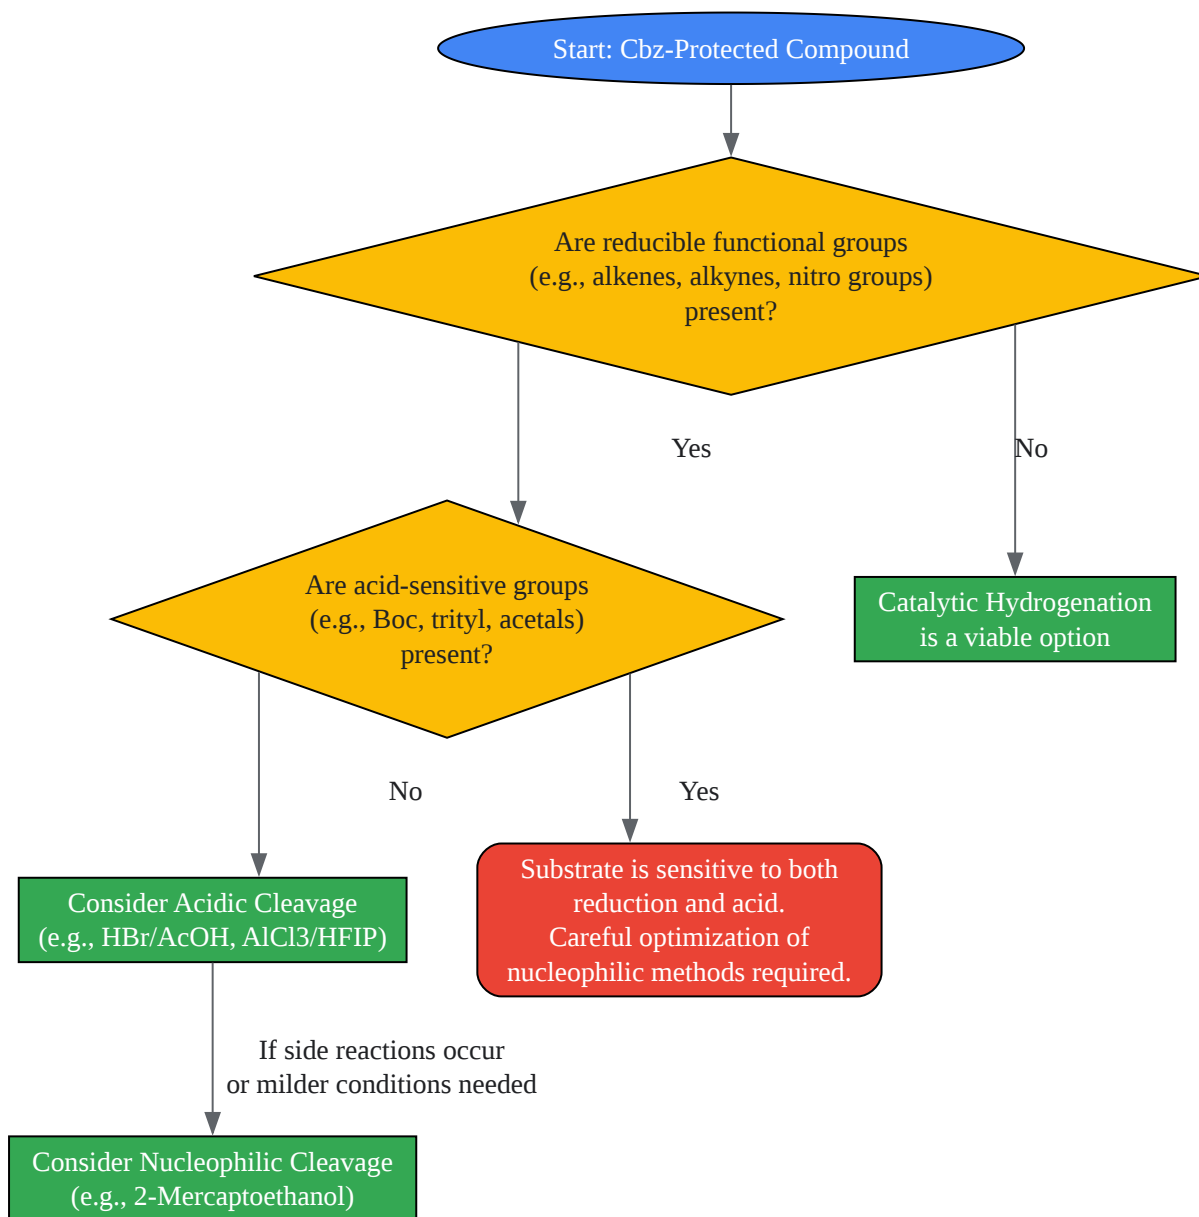 Start: Cbz-Protected Compound
Are reducible functional groups
(e.g., alkenes, alkynes, nitro groups)
present?
Yes
No
Are acid-sensitive groups
(e.g., Boc, trityl, acetals)
present?
Catalytic Hydrogenation
is a viable option
No
Yes
Consider Acidic Cleavage
(e.g., HBr/AcOH, AlCl3/HFIP)
Substrate is sensitive to both
reduction and acid.
Careful optimization of
nucleophilic methods required.
If side reactions occur
or milder conditions needed
Consider Nucleophilic Cleavage
(e.g., 2-Mercaptoethanol)